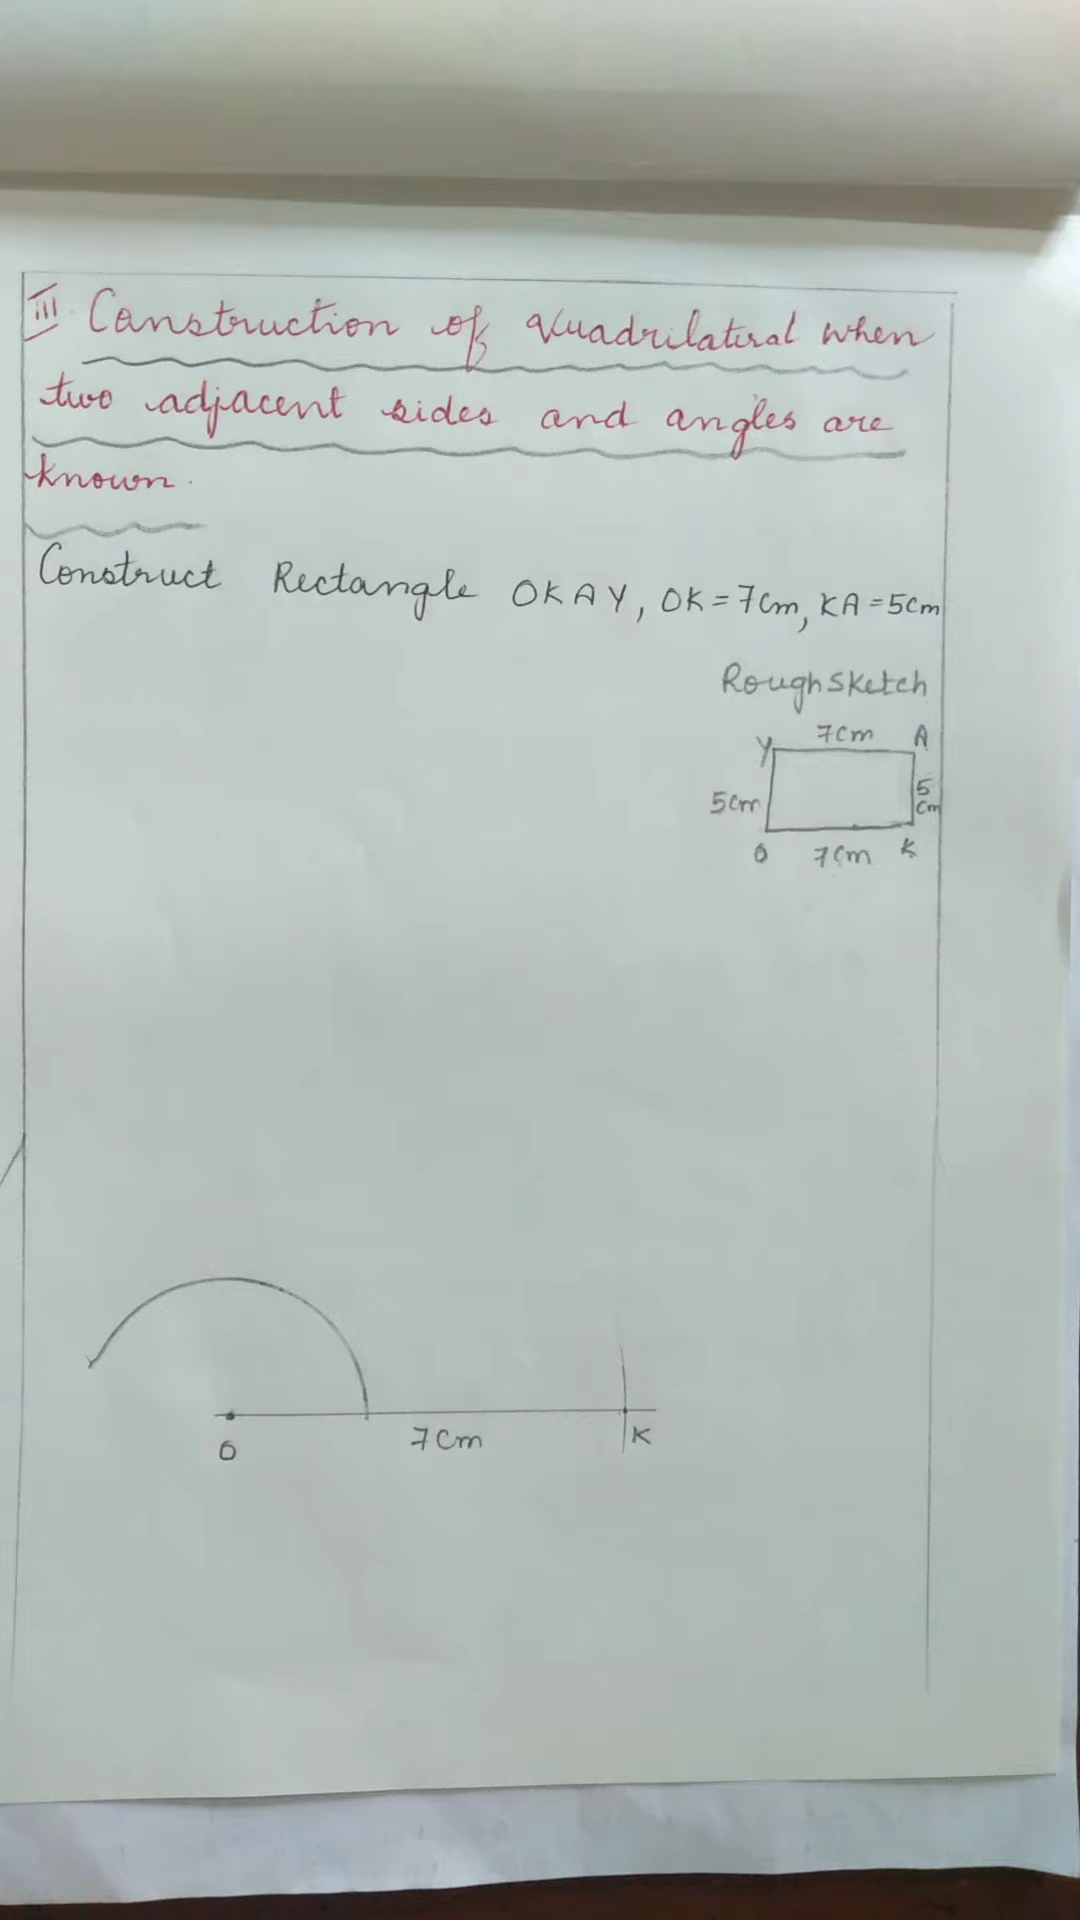 III. Construction of Quadrilateral when
two adjacent sides and angles are
known.
Construct Rectangle OKAY, OK=7cm, KA=5cm
Rough Sketch
7cm
Y A
5cm
5
cm
O 7cm K
O 7cm K